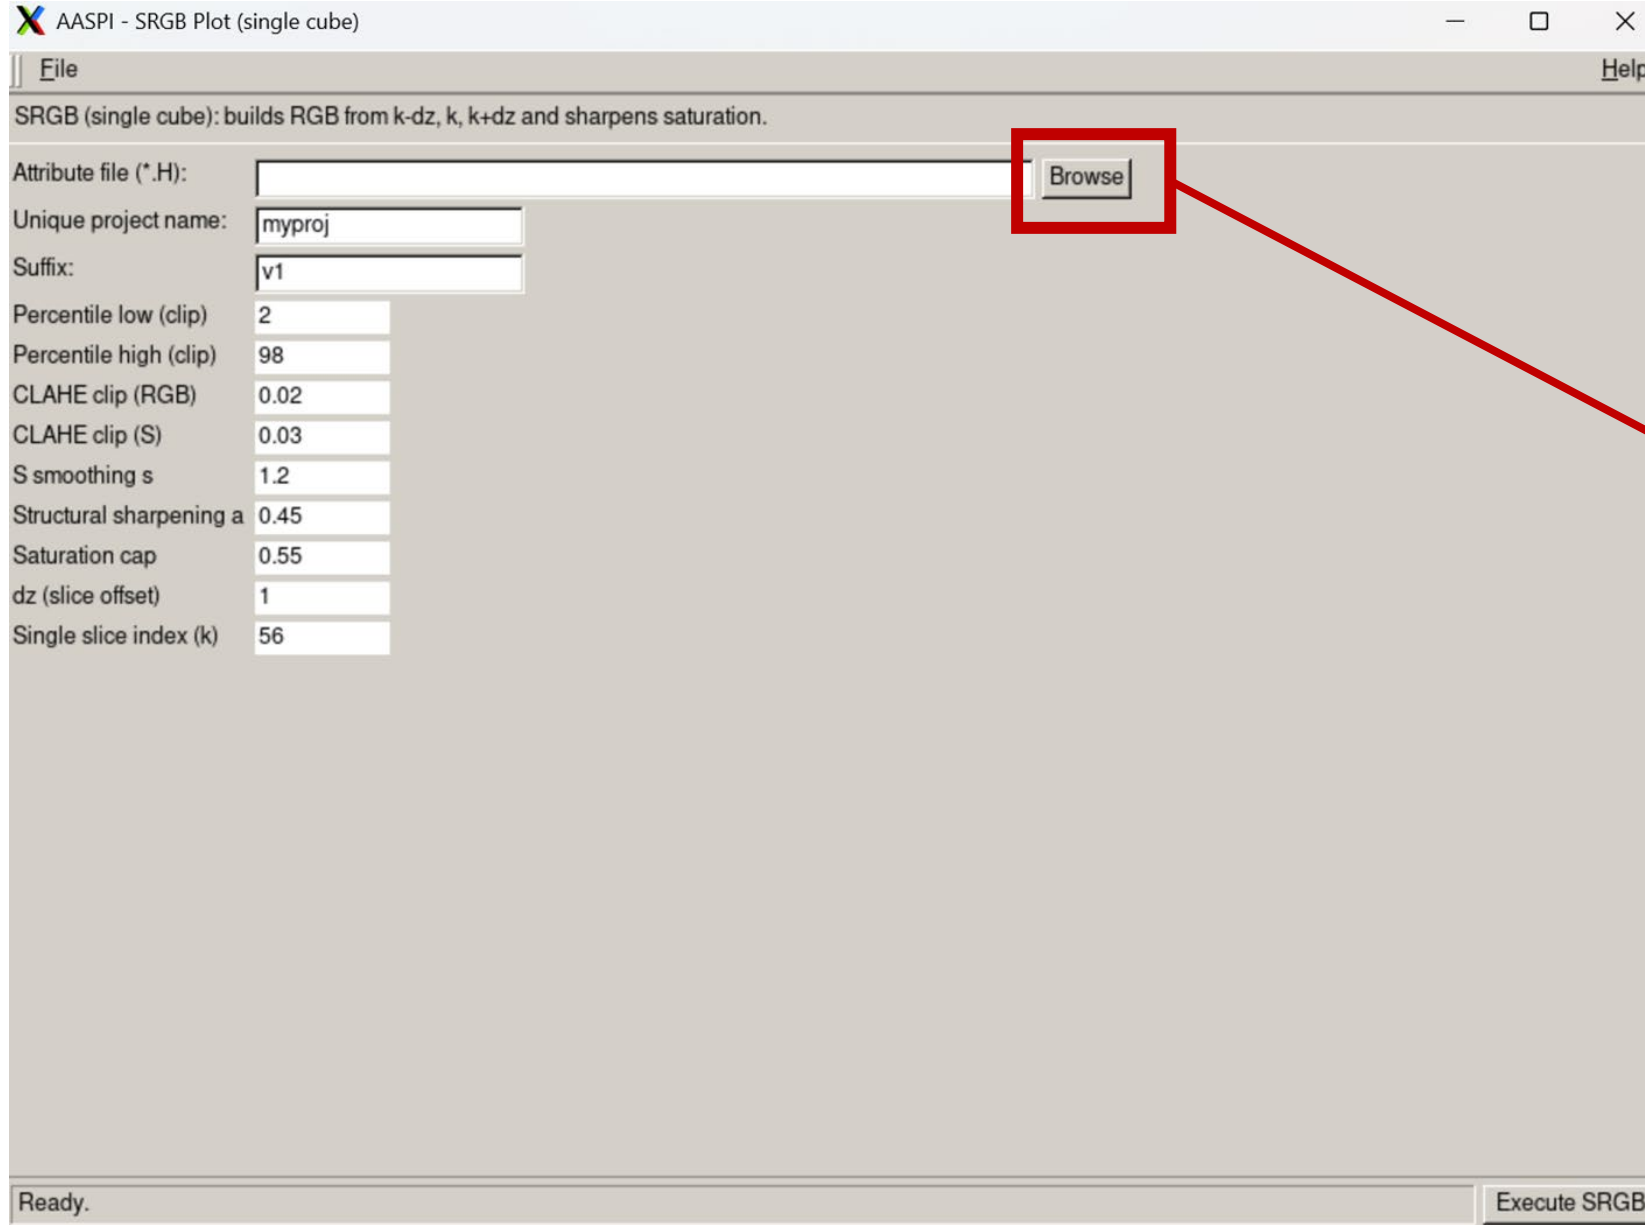 AASPI - SRGB Plot (single cube)
File Help
SRGB (single cube): builds RGB from k-dz, k, k+dz and sharpens saturation.
Attribute file (*.H): Browse
Unique project name: myproj
Suffix: v1
Percentile low (clip) 2
Percentile high (clip) 98
CLAHE clip (RGB) 0.02
CLAHE clip (S) 0.03
S smoothing s 1.2
Structural sharpening a 0.45
Saturation cap 0.55
dz (slice offset) 1
Single slice index (k) 56
Ready. Execute SRGB